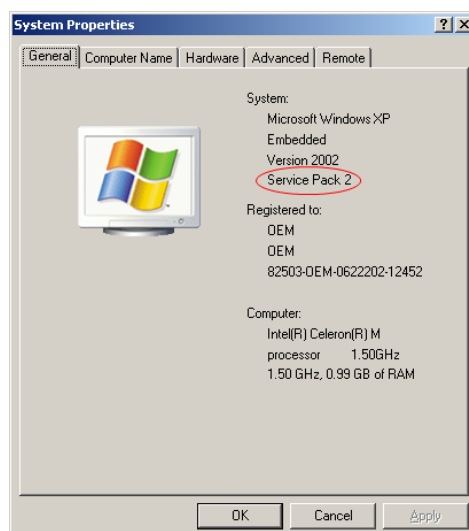 System Properties
? X
General Computer Name Hardware Advanced Remote
System:
Microsoft Windows XP
Embedded
Version 2002
Service Pack 2
Registered to:
OEM
OEM
82503-OEM-0622202-12452
Computer:
Intel(R) Celeron(R) M
processor 1.50GHz
1.50 GHz, 0.99 GB of RAM
OK Cancel Apply